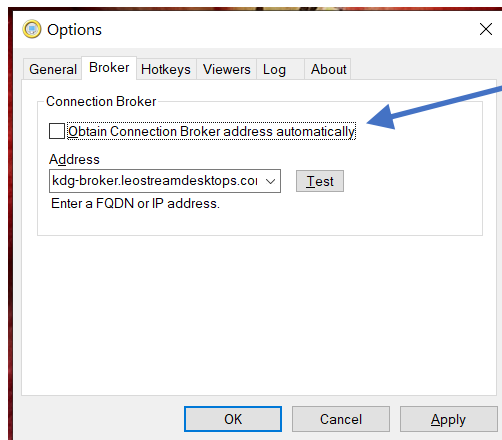 Options
General Broker Hotkeys Viewers Log About
Connection Broker
Obtain Connection Broker address automatically
Address
kdg-broker.leostreamdesktops.co
Test
Enter a FQDN or IP address.
OK Cancel Apply